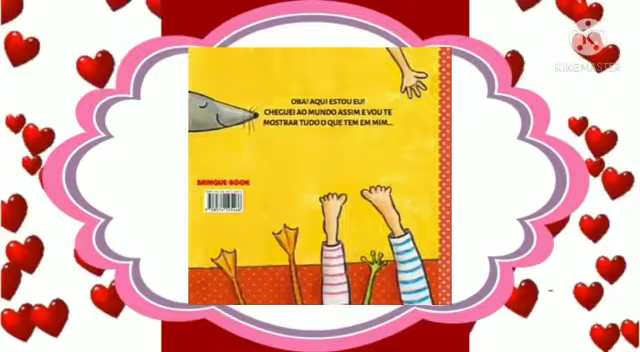 KINEMASTER
OBA! AQUI ESTOU EU!
CHEGUEI AO MUNDO ASSIM E VOU TE
MOSTRAR TUDO O QUE TEM EM MIM...
BRINQUE-BOOK